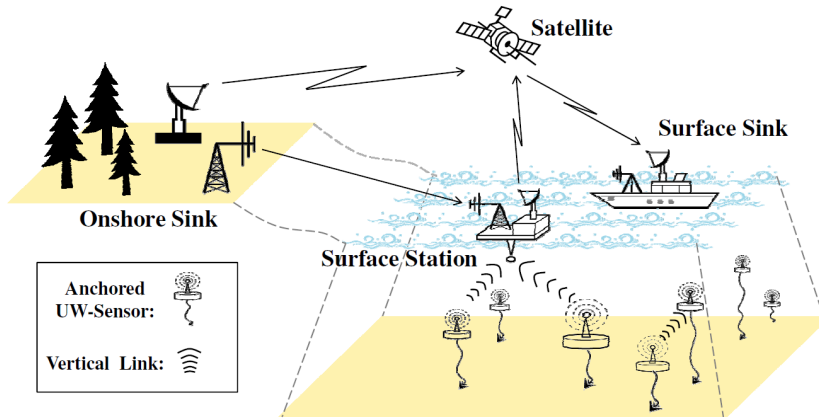 Satellite
Surface Sink
Onshore Sink
Surface Station
Anchored
UW-Sensor:
Vertical Link: